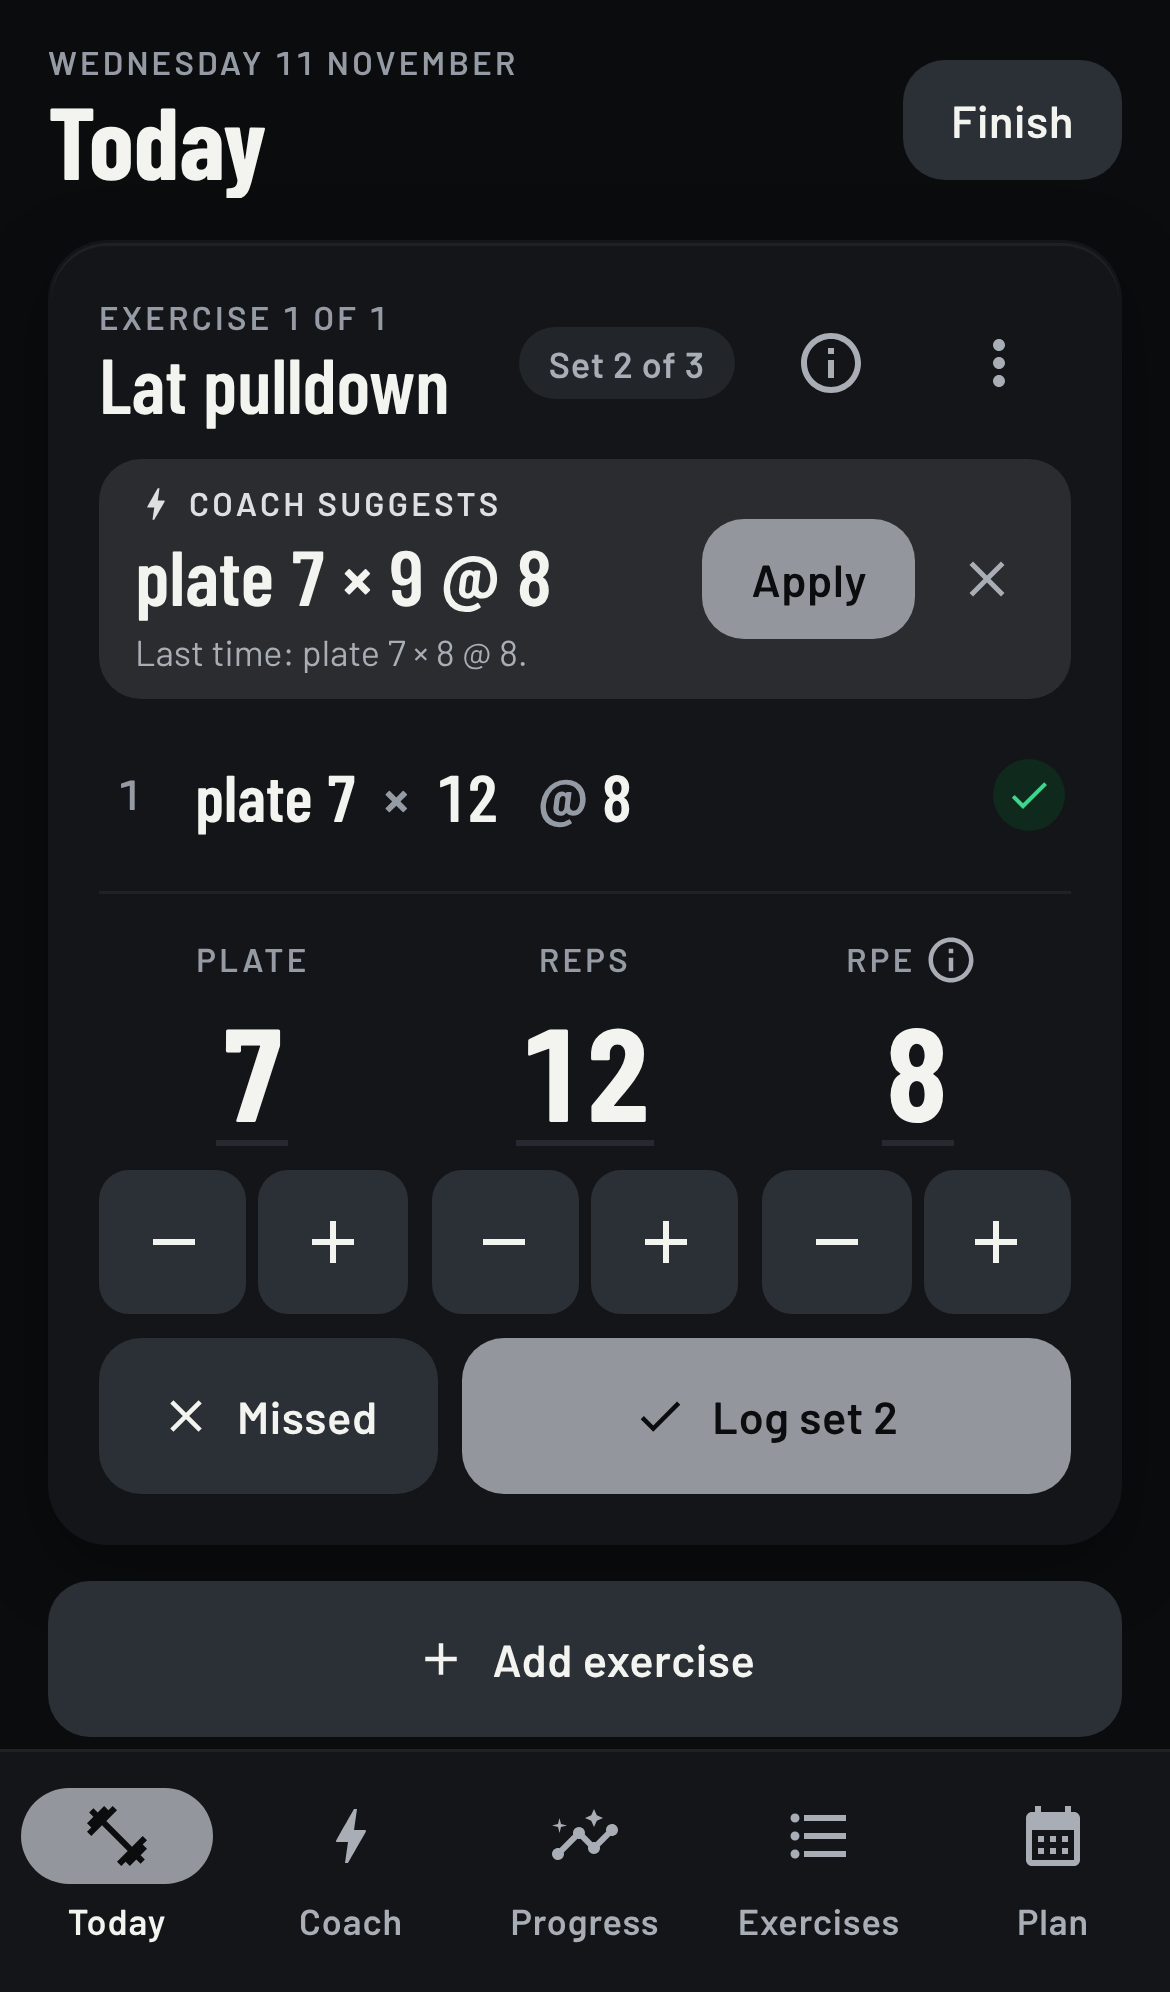 WEDNESDAY 11 NOVEMBER
Today
Finish
EXERCISE 1 OF 1
Lat pulldown
Set 2 of 3
COACH SUGGESTS
plate 7 × 9 @ 8
Last time: plate 7 × 8 @ 8.
Apply
1 plate 7 × 12 @ 8
PLATE REPS RPE
7 12 8
Missed
Log set 2
Add exercise
Today Coach Progress Exercises Plan